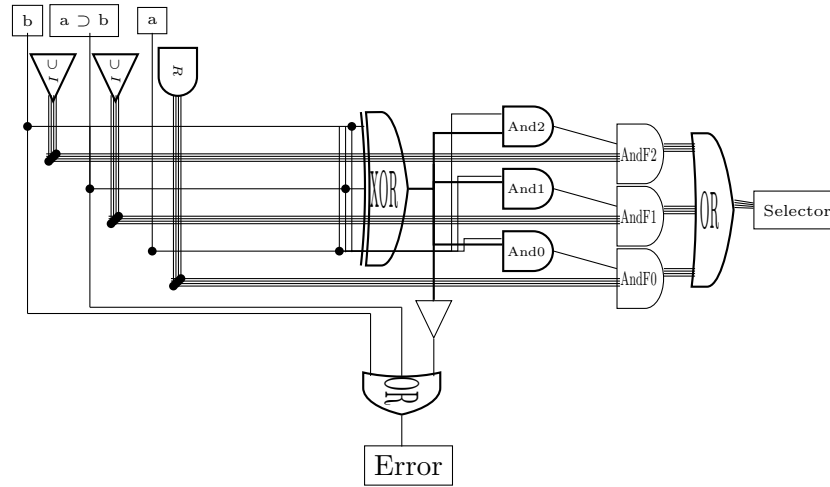 b
a ⊃ b
a
⊃ I
⊃ I
R
XOR
And2
And1
And0
AndF2
AndF1
AndF0
OR
Selector
OR
Error